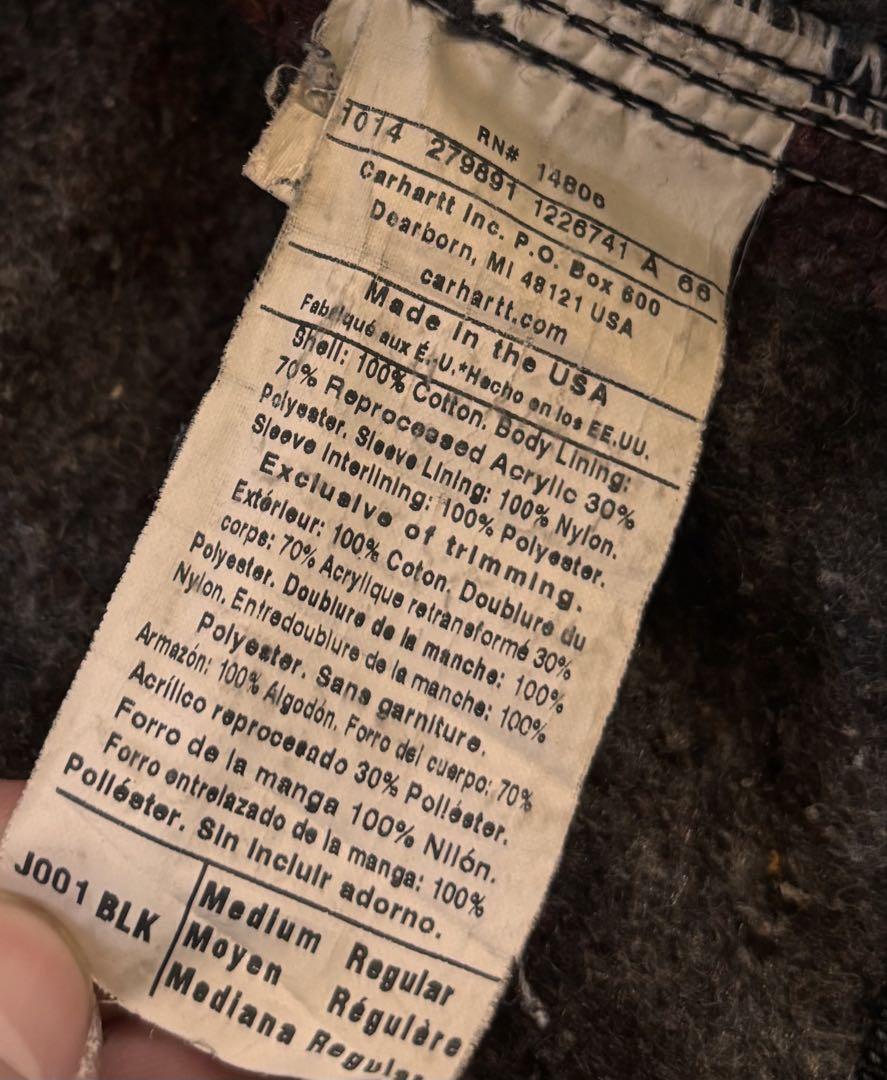 RN# 14806
1014 279891 1226741 A 66
Carhartt Inc. P.O. Box 600
Dearborn, MI 48121 USA
carhartt.com
Made in the USA
Fabriqué aux É.-U.*Hecho en los EE.UU.
Shell: 100% Cotton. Body Lining:
70% Reprocessed Acrylic 30%
Polyester. Sleeve Lining: 100% Nylon.
Sleeve Interlining: 100% Polyester.
Exclusive of trimming.
Extérieur: 100% Coton. Doublure du
corps: 70% Acrylique retransformé 30%
Polyester. Doublure de la manche: 100%
Nylon. Entredoublure de la manche: 100%
Polyester. Sans garniture.
Armazón: 100% Algodón. Forro del cuerpo: 70%
Acrílico reprocesado 30% Poliéster.
Forro de la manga 100% Nilón.
Forro entrelazado de la manga: 100%
Poliéster. Sin incluir adorno.
J001 BLK
Medium Regular
Moyen Régulère
Mediana Regular